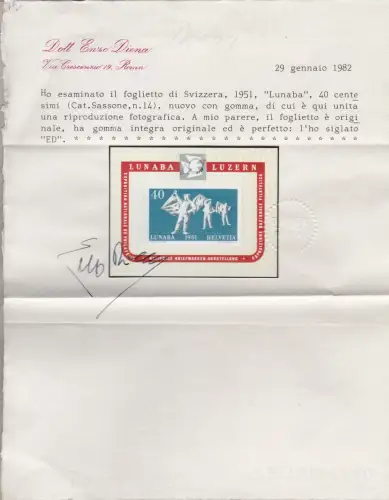 Dott. Enzo Diena
Via Crescenzio 19, Roma
29 gennaio 1982
Ho esaminato il foglietto di Svizzera, 1951, "Lunaba", 40 cente
simi (Cat.Sassone,n.14), nuovo con gomma, di cui è qui unita
una riproduzione fotografica. A mio parere, il foglietto è origi
nale, ha gomma integra originale ed è perfetto: l'ho siglato
"ED". * * * * * * * * * * * * * * * * * * * * * * * * *
LUNABA LUZERN
40
LUNABA 1951 HELVETIA